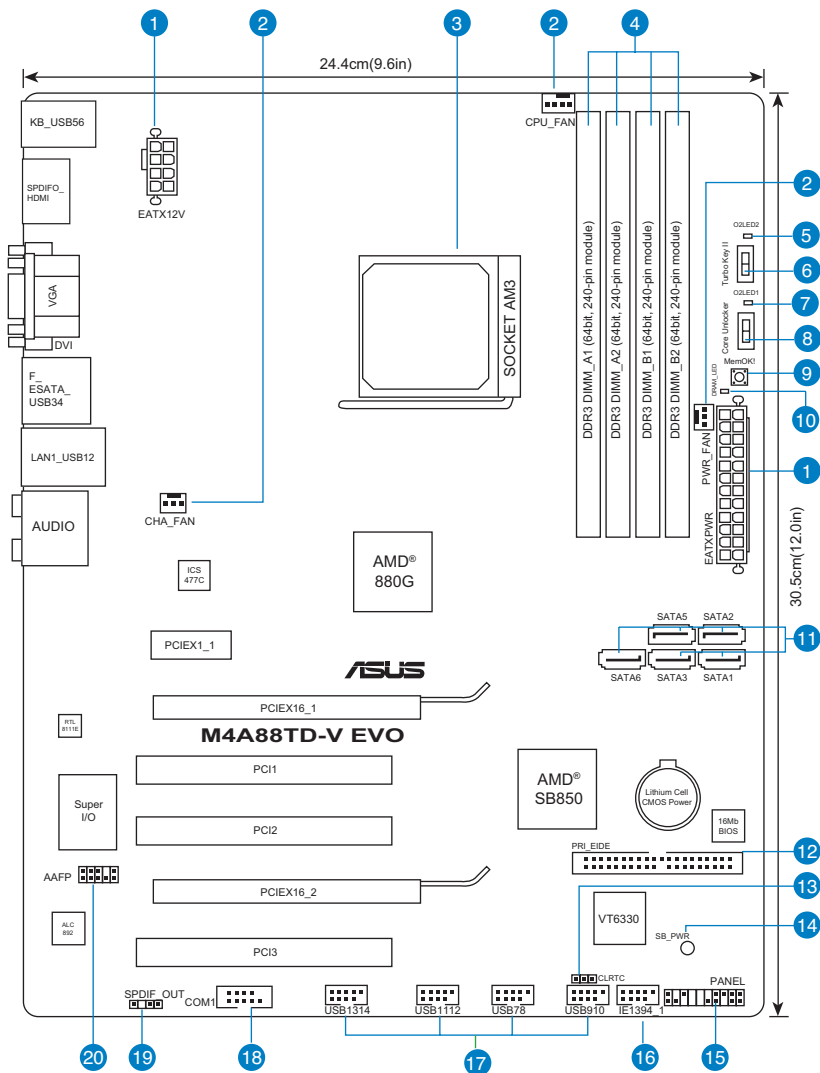 1
2
3
2
4
24.4cm(9.6in)
KB_USB56
CPU_FAN
SPDIFO_
HDMI
EATX12V
2
O2LED2
5
Turbo Key II
6
VGA
SOCKET AM3
DDR3 DIMM_A1 (64bit, 240-pin module)
DDR3 DIMM_A2 (64bit, 240-pin module)
DDR3 DIMM_B1 (64bit, 240-pin module)
DDR3 DIMM_B2 (64bit, 240-pin module)
O2LED1
7
Core Unlocker
8
DVI
F_
ESATA_
USB34
MemOK!
9
DRAM_LED
10
LAN1_USB12
PWR_FAN
1
AUDIO
2
CHA_FAN
EATXPWR
30.5cm(12.0in)
ICS
477C
AMD®
880G
SATA5
SATA2
11
PCIEX1_1
SATA6
SATA3
SATA1
ASUS
PCIEX16_1
RTL
8111E
M4A88TD-V EVO
PCI1
AMD®
SB850
Lithium Cell
CMOS Power
Super
I/O
PCI2
16Mb
BIOS
PRI_EIDE
12
AAFP
PCIEX16_2
13
VT6330
ALC
892
SB_PWR
14
PCI3
CLRTC
PANEL
SPDIF_OUT
COM1
USB1314
USB1112
USB78
USB910
IE1394_1
20
19
18
17
16
15